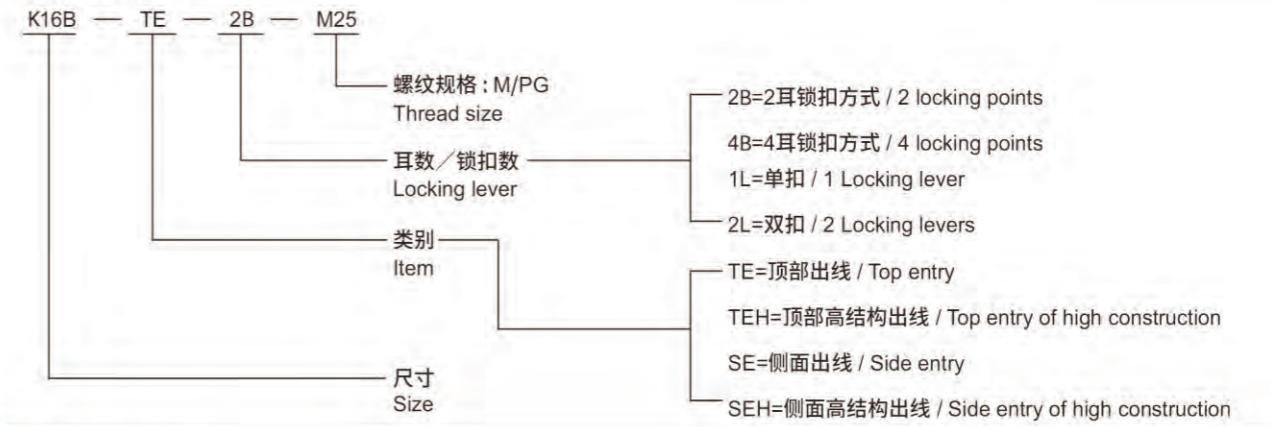 K16B — TE — 2B — M25
螺纹规格 : M/PG
Thread size
耳数／锁扣数
Locking lever
类别
Item
尺寸
Size
2B=2耳锁扣方式 / 2 locking points
4B=4耳锁扣方式 / 4 locking points
1L=单扣 / 1 Locking lever
2L=双扣 / 2 Locking levers
TE=顶部出线 / Top entry
TEH=顶部高结构出线 / Top entry of high construction
SE=侧面出线 / Side entry
SEH=侧面高结构出线 / Side entry of high construction